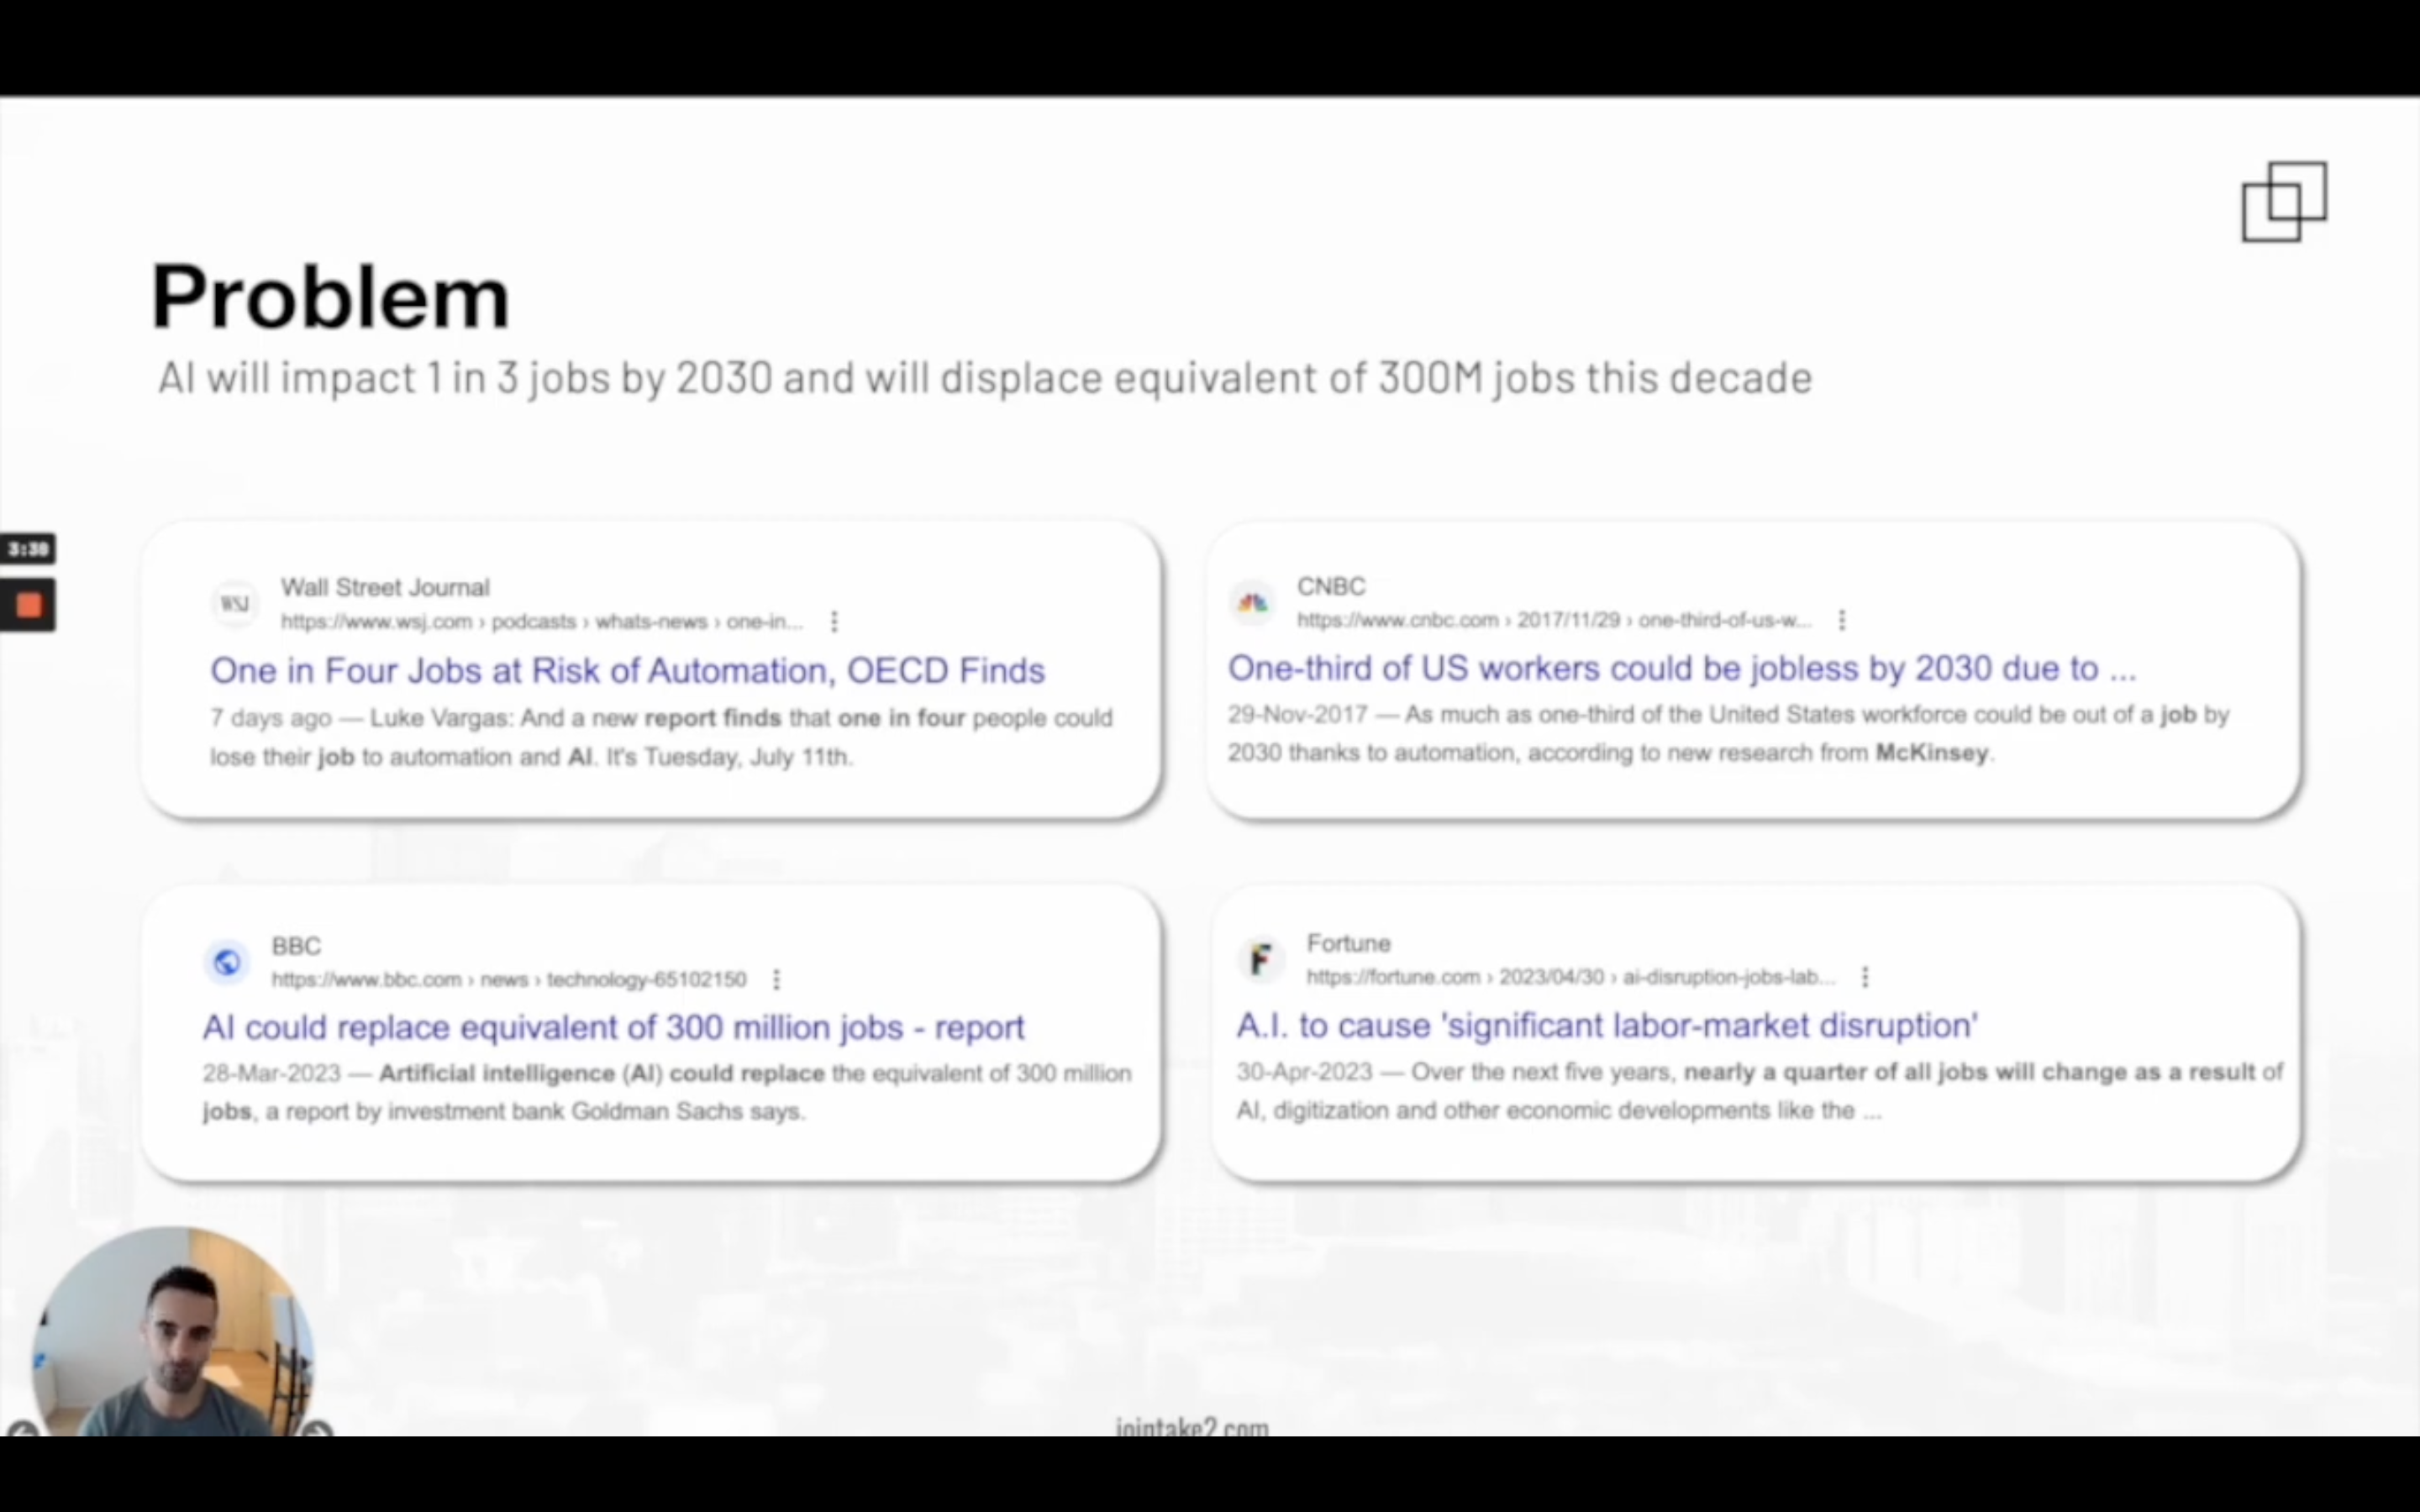 Problem
AI will impact 1 in 3 jobs by 2030 and will displace equivalent of 300M jobs this decade
3:38
WSJ
Wall Street Journal
https://www.wsj.com › podcasts › whats-news › one-in...
One in Four Jobs at Risk of Automation, OECD Finds
7 days ago — Luke Vargas: And a new report finds that one in four people could
lose their job to automation and AI. It's Tuesday, July 11th.
CNBC
https://www.cnbc.com › 2017/11/29 › one-third-of-us-w...
One-third of US workers could be jobless by 2030 due to ...
29-Nov-2017 — As much as one-third of the United States workforce could be out of a job by
2030 thanks to automation, according to new research from McKinsey.
BBC
https://www.bbc.com › news › technology-65102150
AI could replace equivalent of 300 million jobs - report
28-Mar-2023 — Artificial intelligence (AI) could replace the equivalent of 300 million
jobs, a report by investment bank Goldman Sachs says.
F
Fortune
https://fortune.com › 2023/04/30 › ai-disruption-jobs-lab...
A.I. to cause 'significant labor-market disruption'
30-Apr-2023 — Over the next five years, nearly a quarter of all jobs will change as a result of
AI, digitization and other economic developments like the ...
jointake2.com